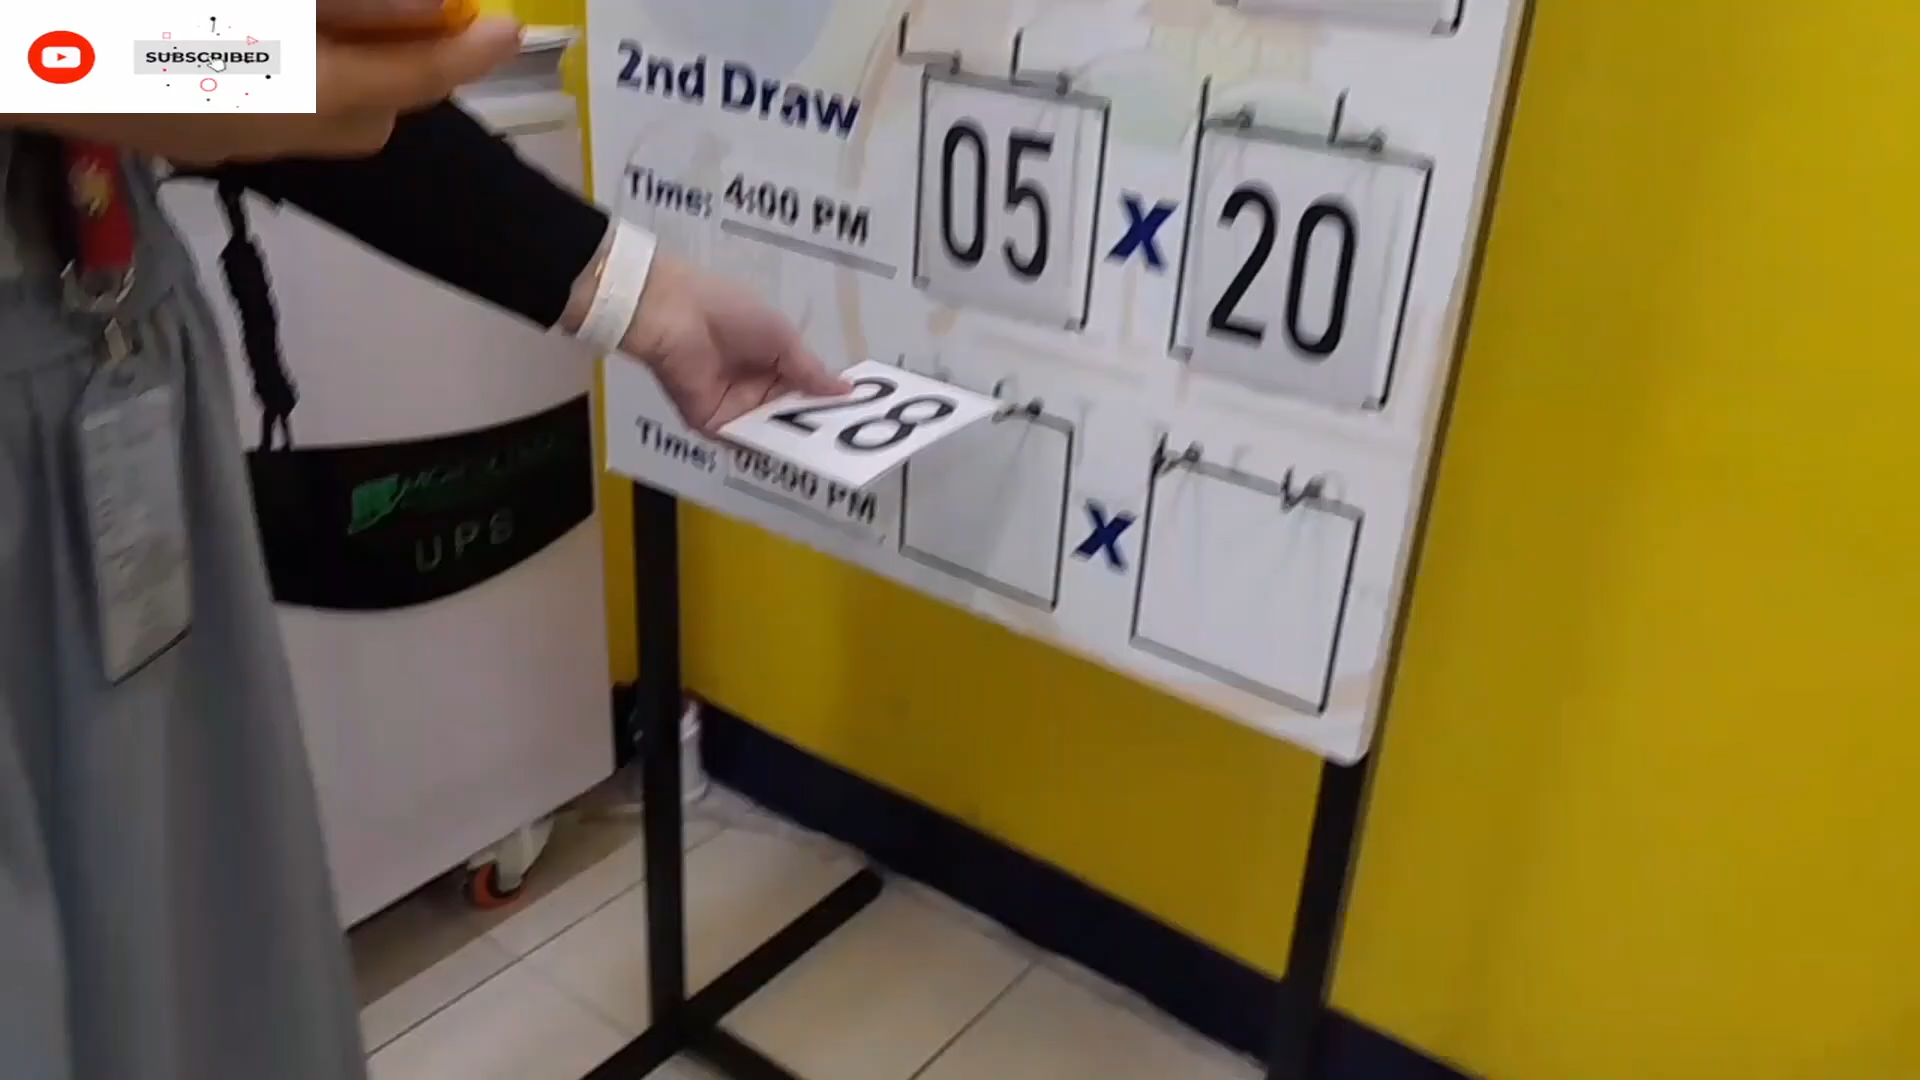 SUBSCRIBED
2nd Draw
Time: 4:00 PM
05 x 20
28
Time: 08:00 PM
x
UPS